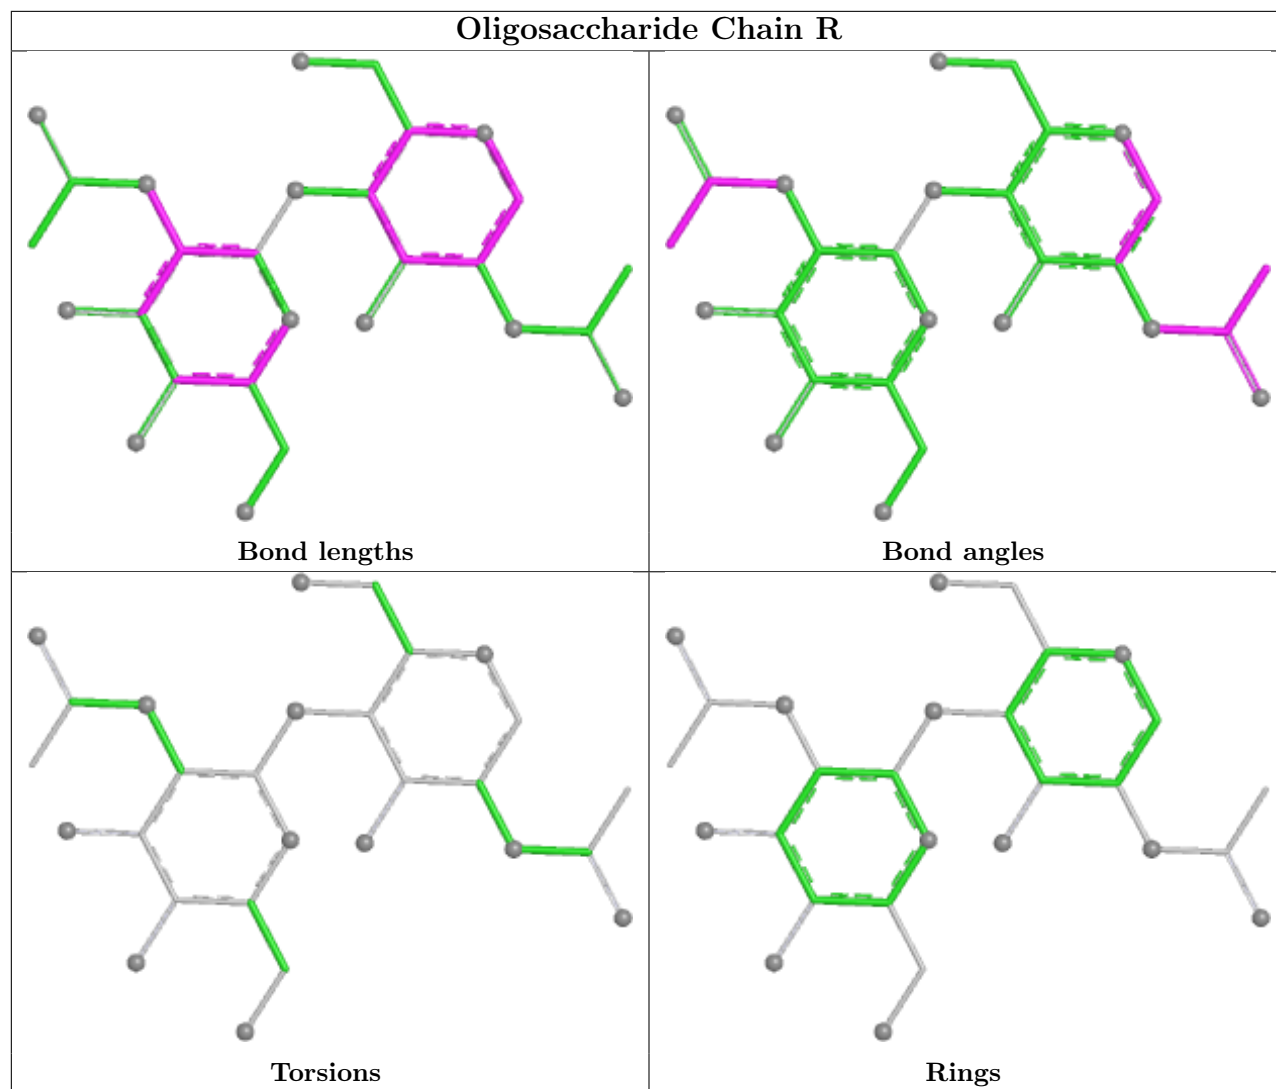 Oligosaccharide Chain R
Bond lengths
Bond angles
Torsions
Rings